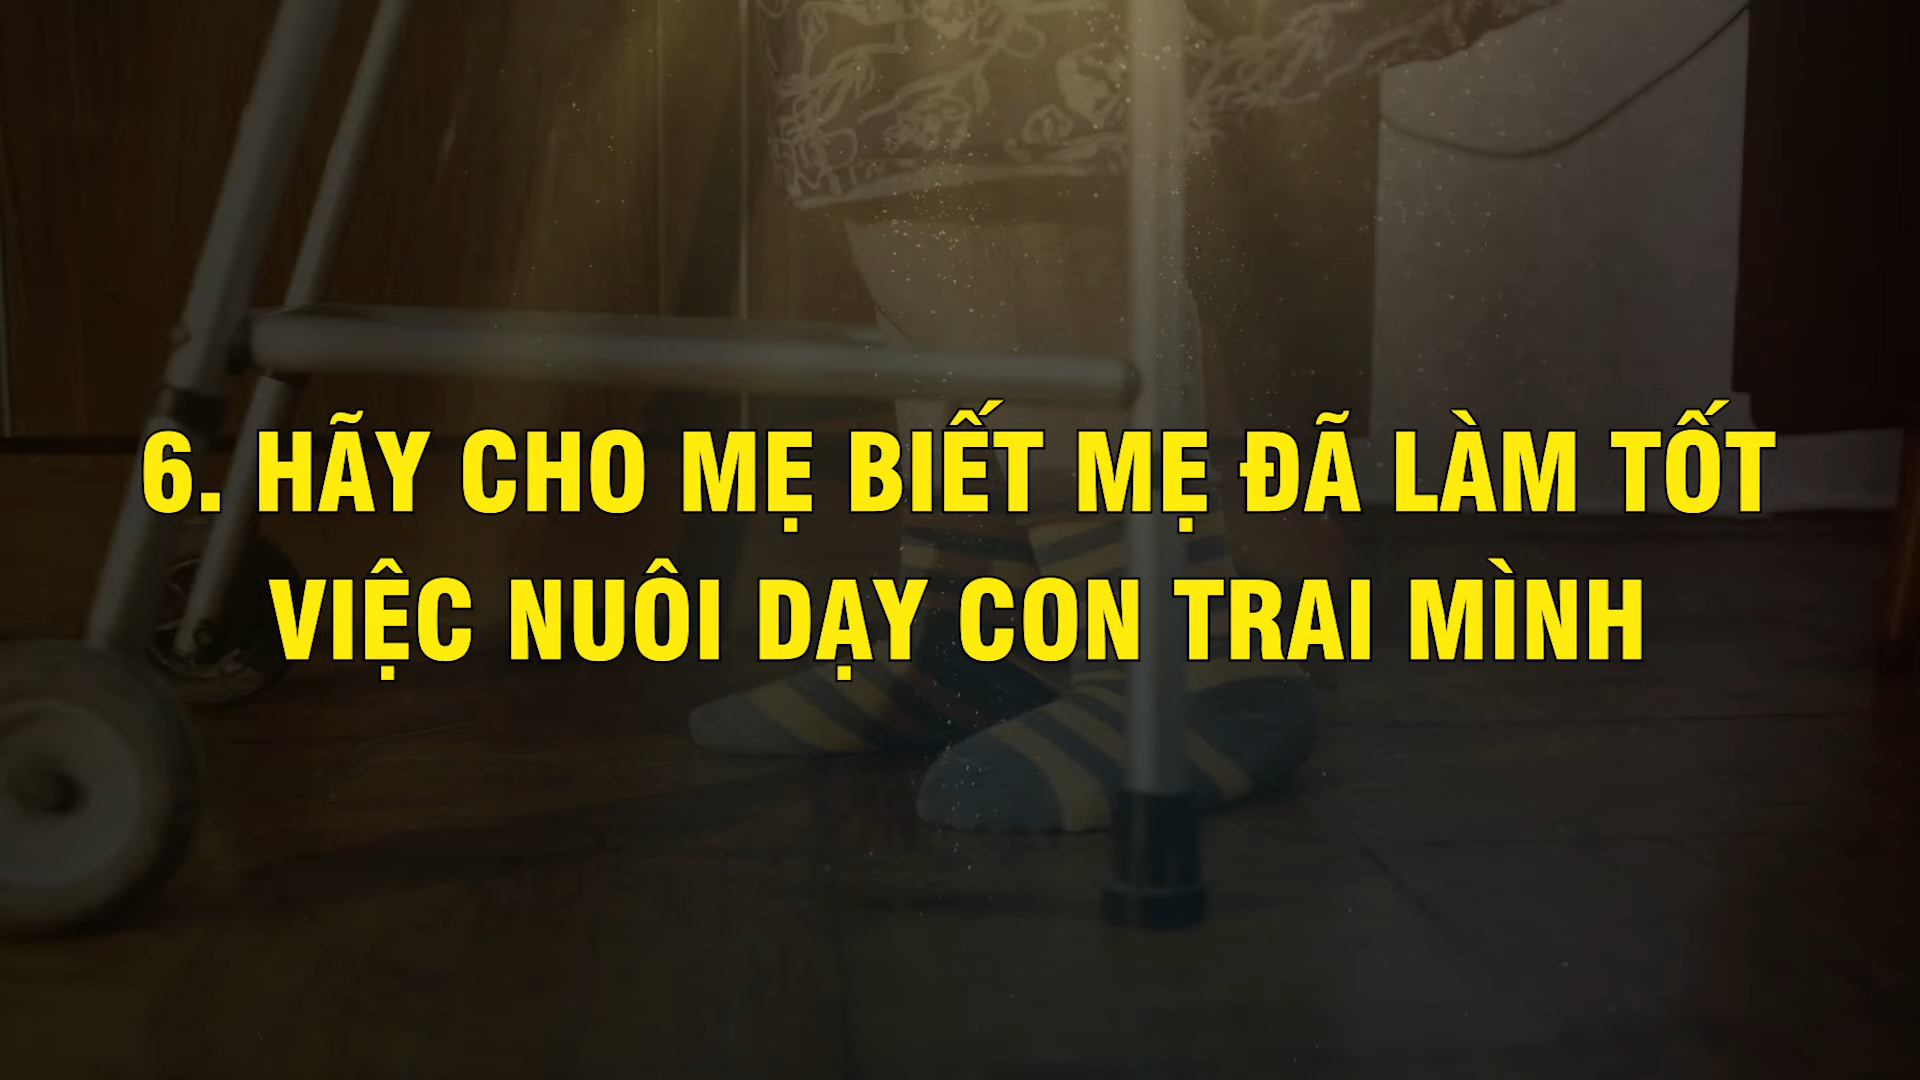 6. HÃY CHO MẸ BIẾT MẸ ĐÃ LÀM TỐT
VIỆC NUÔI DẠY CON TRAI MÌNH